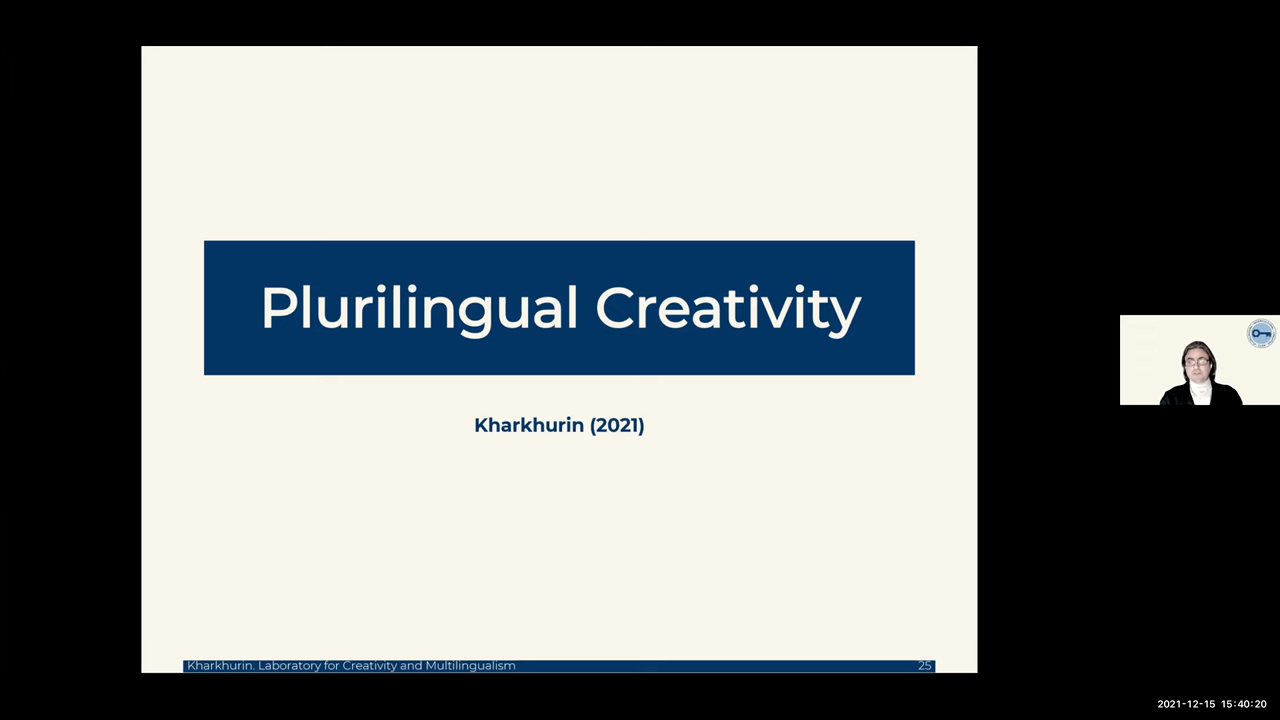 Plurilingual Creativity
Kharkhurin (2021)
Kharkhurin. Laboratory for Creativity and Multilingualism
25
2021-12-15 15:40:20